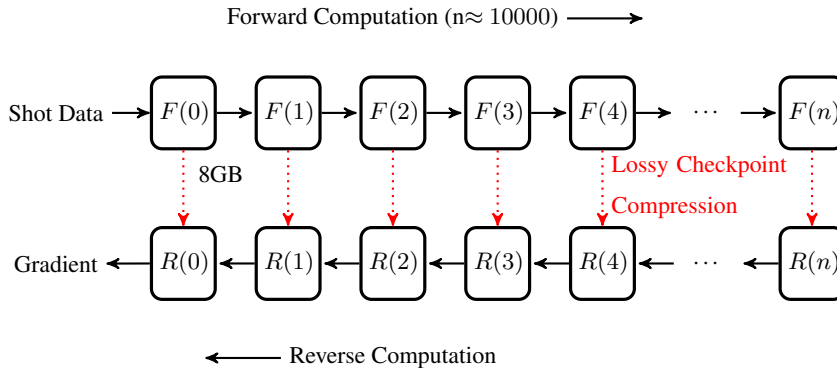 Forward Computation (n≈ 10000)
Shot Data F(0) F(1) F(2) F(3) F(4) ⋯ F(n)
8GB
Lossy Checkpoint
Compression
Gradient R(0) R(1) R(2) R(3) R(4) ⋯ R(n)
Reverse Computation